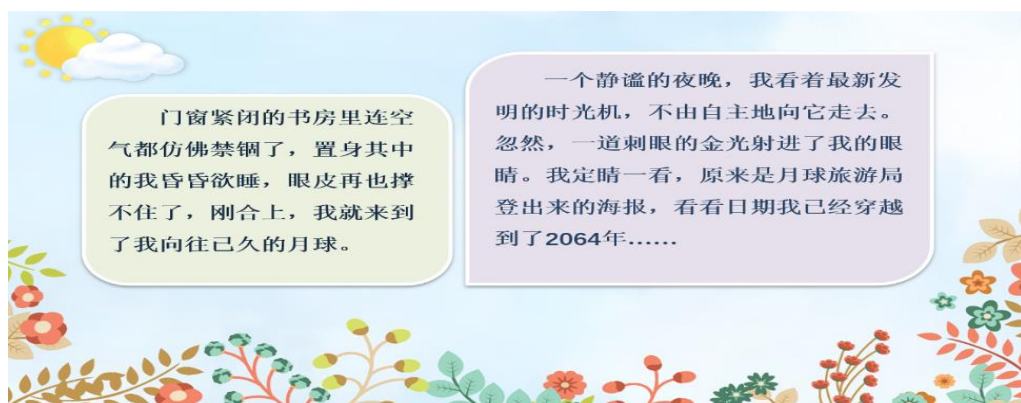 门窗紧闭的书房里连空
气都仿佛禁锢了，置身其中
的我昏昏欲睡，眼皮再也撑
不住了，刚合上，我就来到
了我向往已久的月球。
一个静谧的夜晚，我看着最新发
明的时光机，不由自主地向它走去。
忽然，一道刺眼的金光射进了我的眼
睛。我定睛一看，原来是月球旅游局
登出来的海报，看看日期我已经穿越
到了2064年……